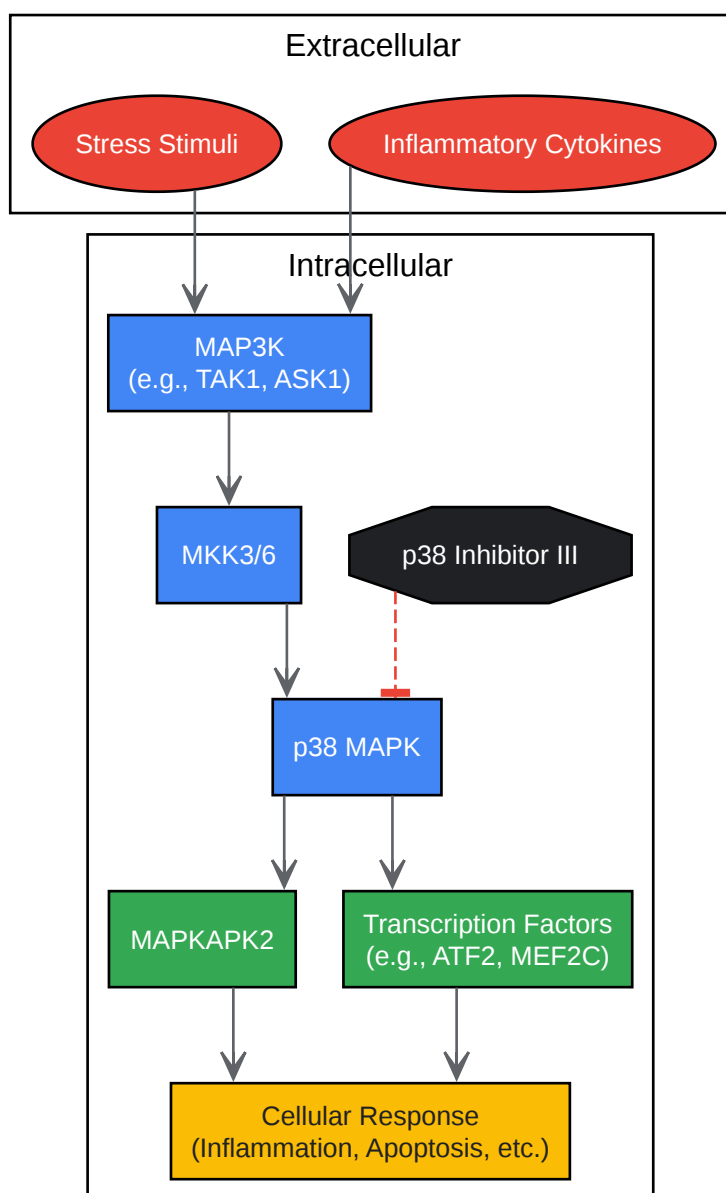 Extracellular
Stress Stimuli
Inflammatory Cytokines
Intracellular
MAP3K
(e.g., TAK1, ASK1)
MKK3/6
p38 Inhibitor III
p38 MAPK
MAPKAPK2
Transcription Factors
(e.g., ATF2, MEF2C)
Cellular Response
(Inflammation, Apoptosis, etc.)